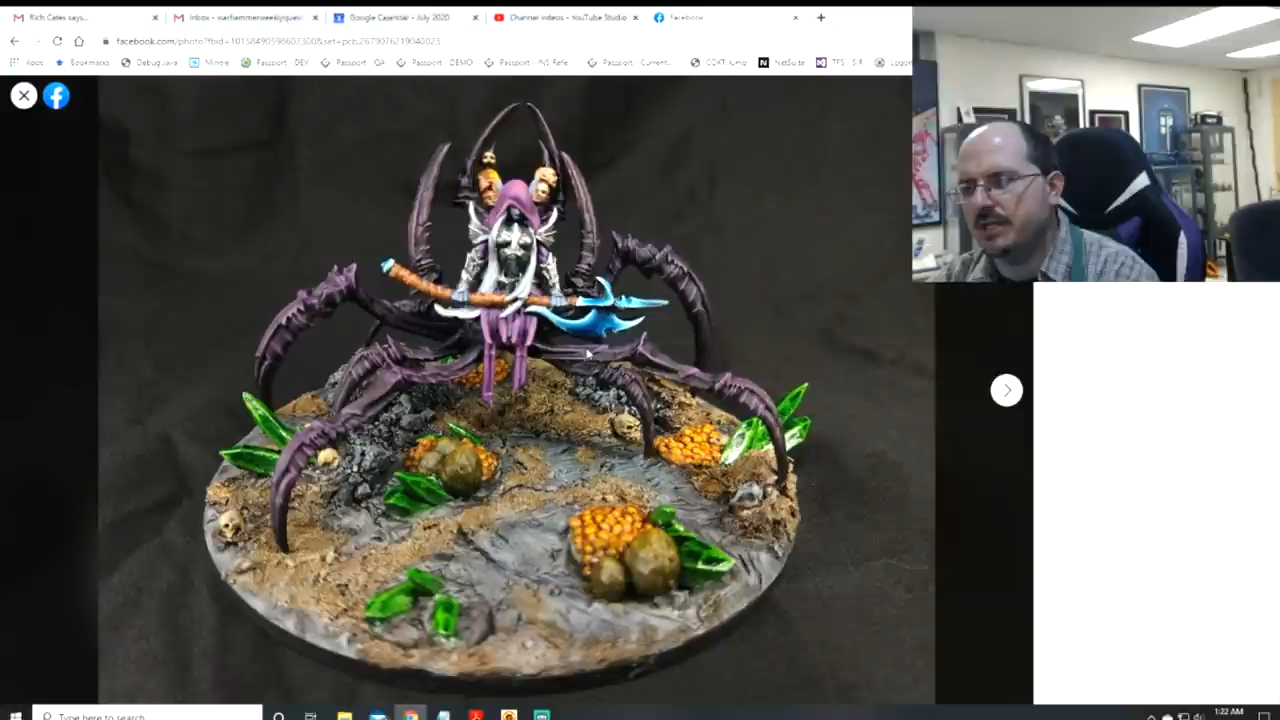 Rich Cates says...
Inbox - warhammerweeklyquest
Google Calendar - July 2020
Channel videos - YouTube Studio
Facebook
facebook.com/photo?fbid=10158490598602300&set=pcb.2679076219040023
Apps Bookmarks Debug.java Passport - DEV Passport - QA Passport - DEMO Passport - INS Refe.. Passport - Current... NetSuite
Type here to search
1:22 AM